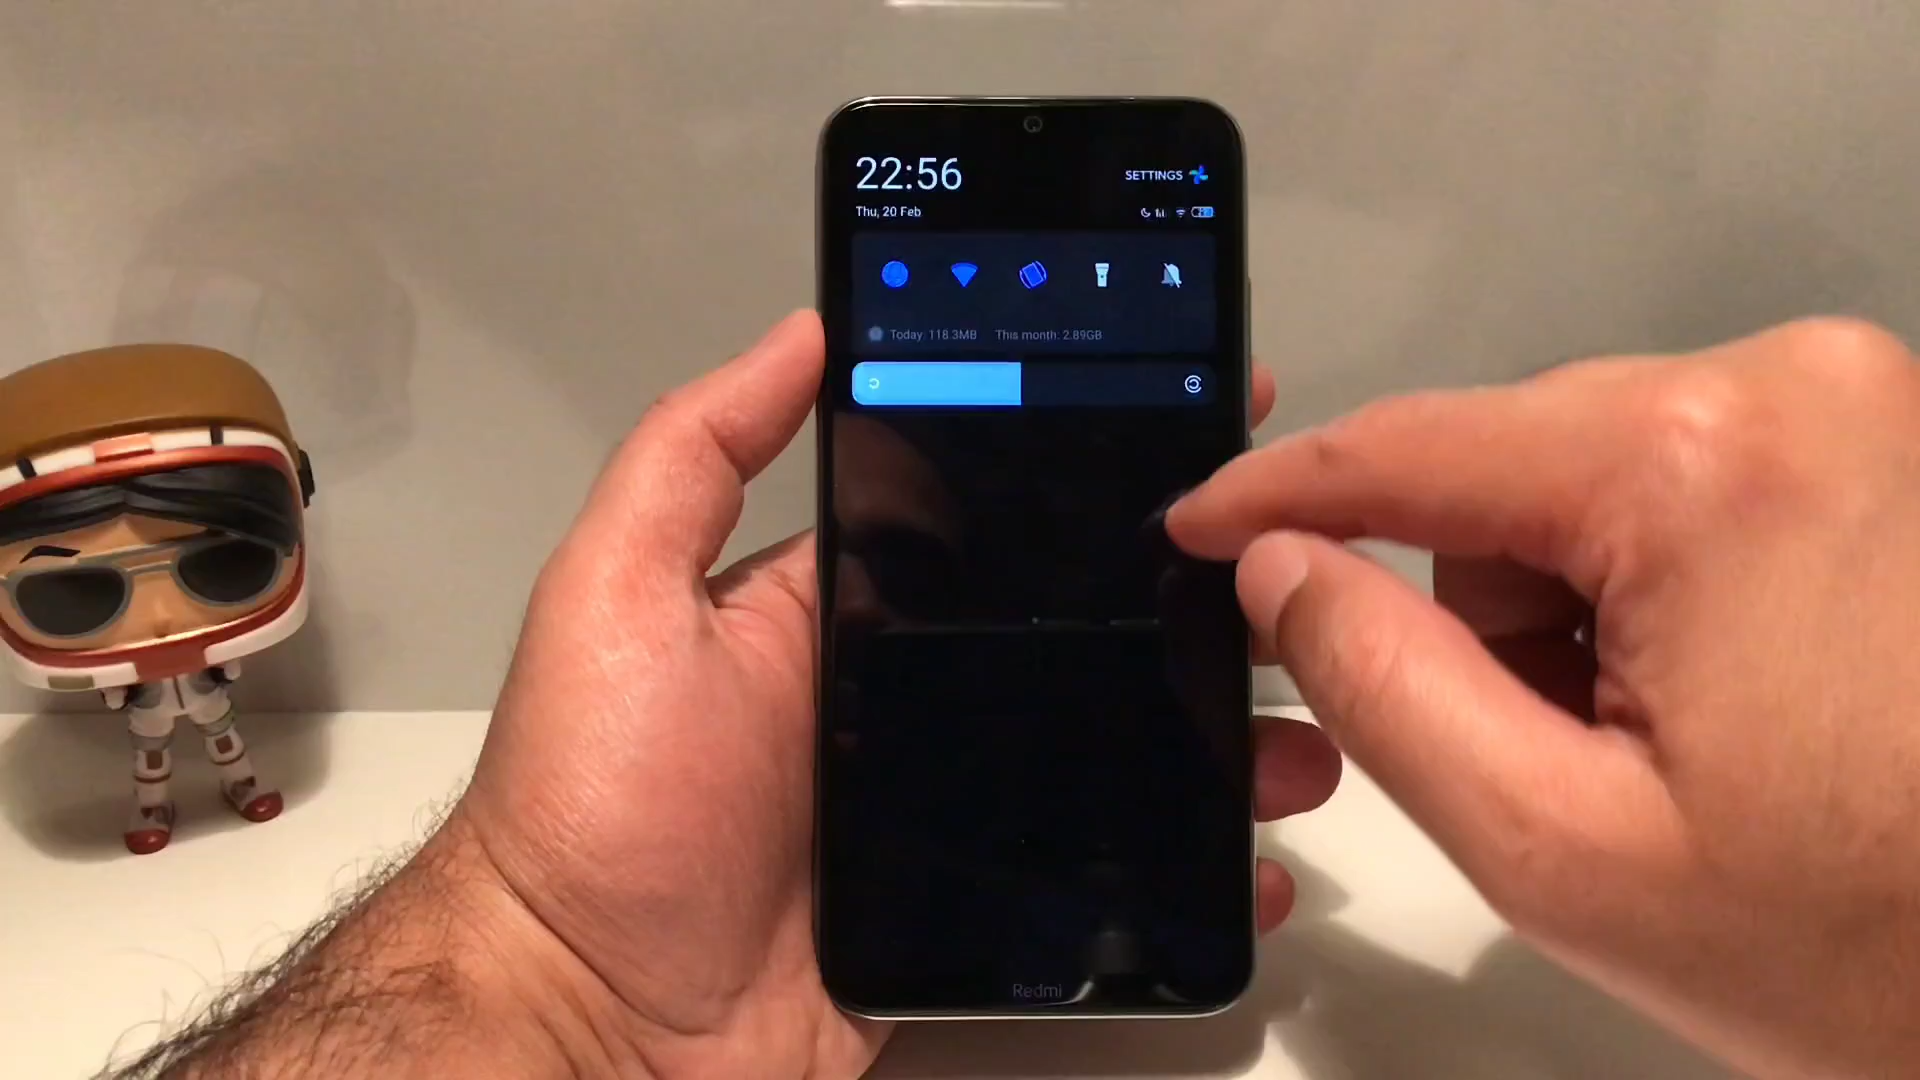 22:56
SETTINGS
Thu, 20 Feb
Today: 118.3MB This month: 2.89GB
Redmi